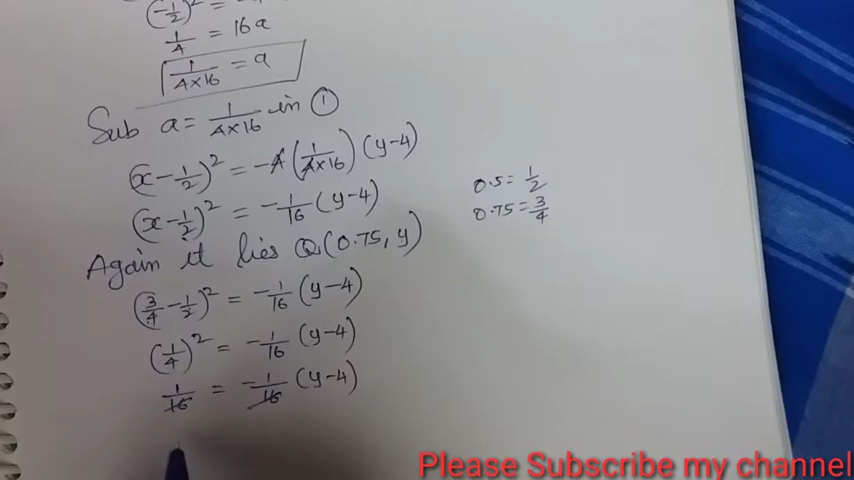 (-1/2)² =
1/4 = 16a
1/4×16 = a
Sub a = 1/4×16 in ①
(x - 1/2)² = -4(1/4×16)(y-4)
(x - 1/2)² = -1/16 (y-4)
Again it lies Q(0.75, y)
(3/4 - 1/2)² = -1/16 (y-4)
(1/4)² = -1/16 (y-4)
1/16 = -1/16 (y-4)
0.5 = 1/2
0.75 = 3/4
Please Subscribe my channel